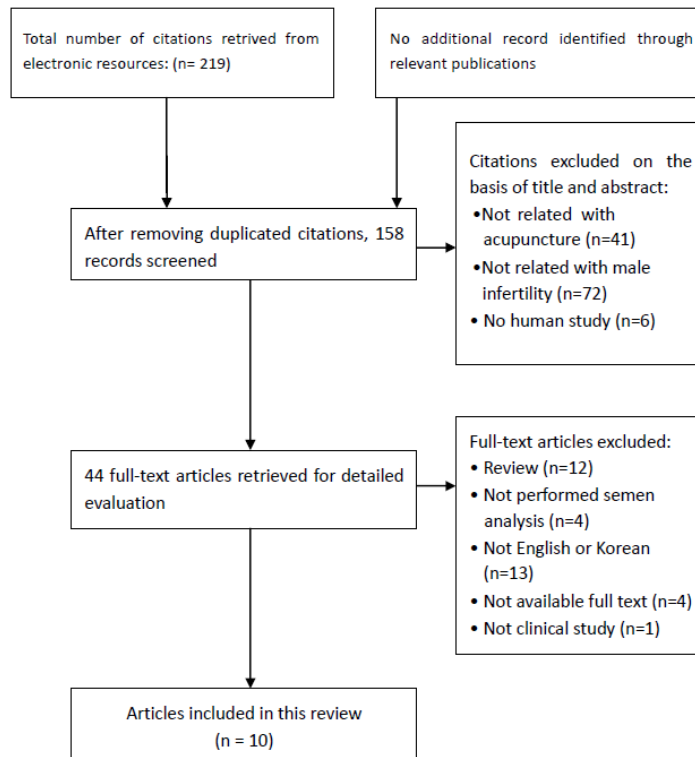 Total number of citations retrived from
electronic resources: (n= 219)
No additional record identified through
relevant publications
Citations excluded on the
basis of title and abstract:
•Not related with
acupuncture (n=41)
•Not related with male
infertility (n=72)
• No human study (n=6)
After removing duplicated citations, 158
records screened
Full-text articles excluded:
• Review (n=12)
• Not performed semen
analysis (n=4)
• Not English or Korean
(n=13)
• Not available full text (n=4)
• Not clinical study (n=1)
44 full-text articles retrieved for detailed
evaluation
Articles included in this review
(n = 10)